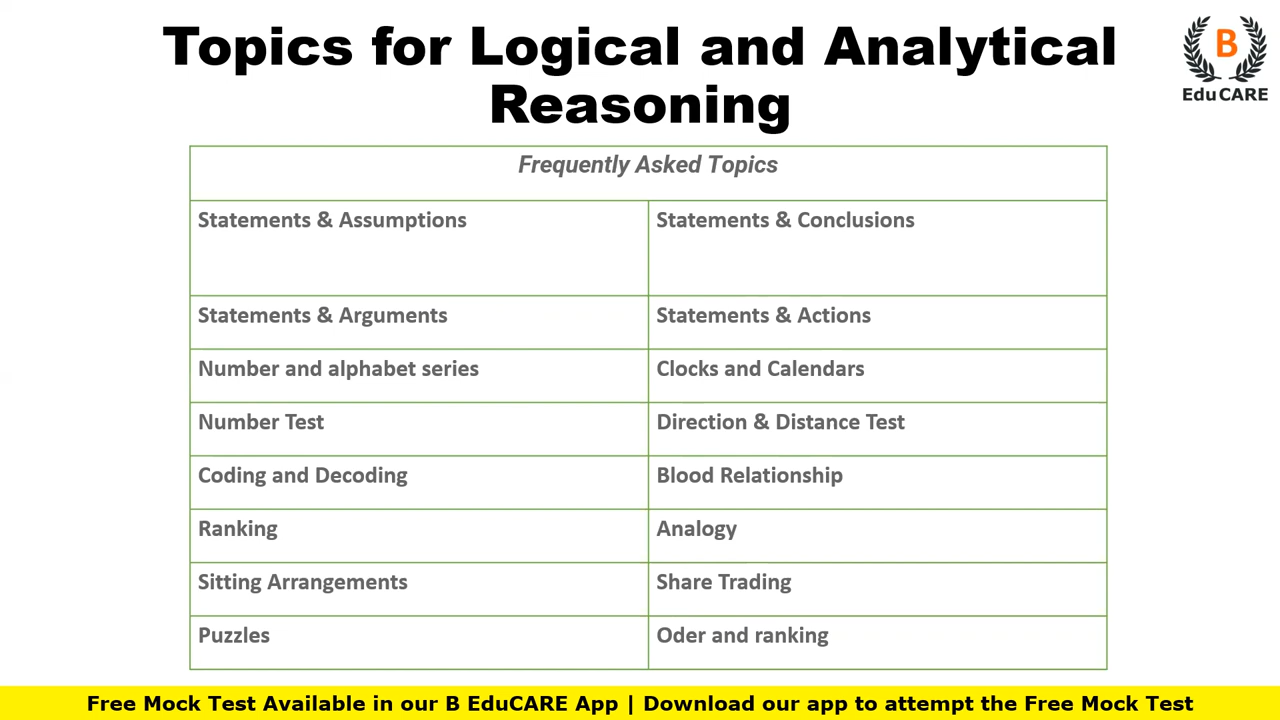 Topics for Logical and Analytical
Reasoning
B
EduCARE
Frequently Asked Topics
Statements & Assumptions
Statements & Conclusions
Statements & Arguments
Statements & Actions
Number and alphabet series
Clocks and Calendars
Number Test
Direction & Distance Test
Coding and Decoding
Blood Relationship
Ranking
Analogy
Sitting Arrangements
Share Trading
Puzzles
Oder and ranking
Free Mock Test Available in our B EduCARE App | Download our app to attempt the Free Mock Test